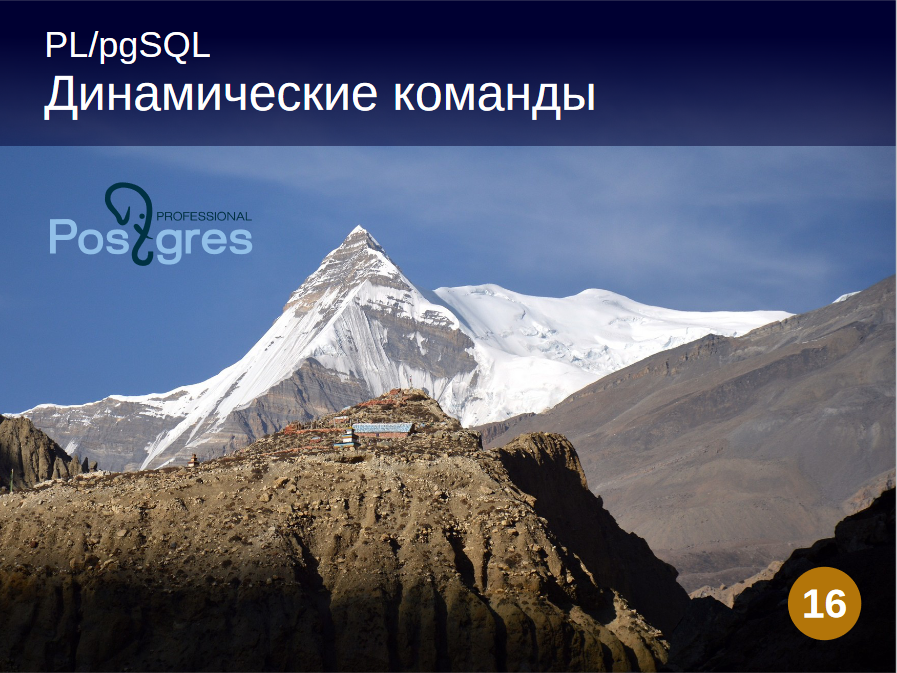 PL/pgSQL
Динамические команды
PROFESSIONAL
Postgres
16